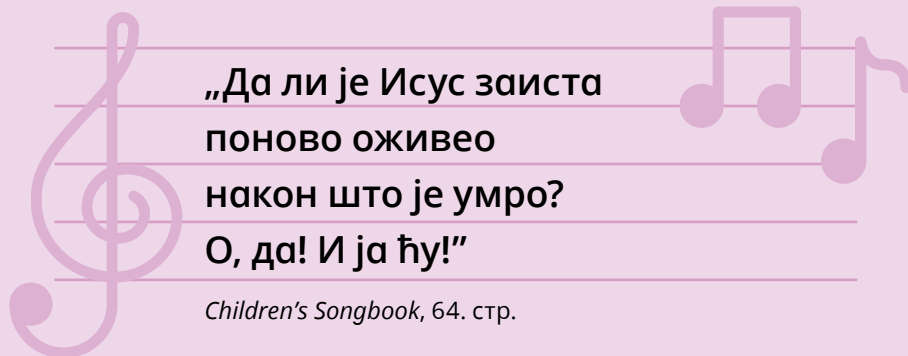 „Да ли је Исус заиста
поново оживео
након што је умро?
О, да! И ја ћу!”
Children’s Songbook, 64. стр.